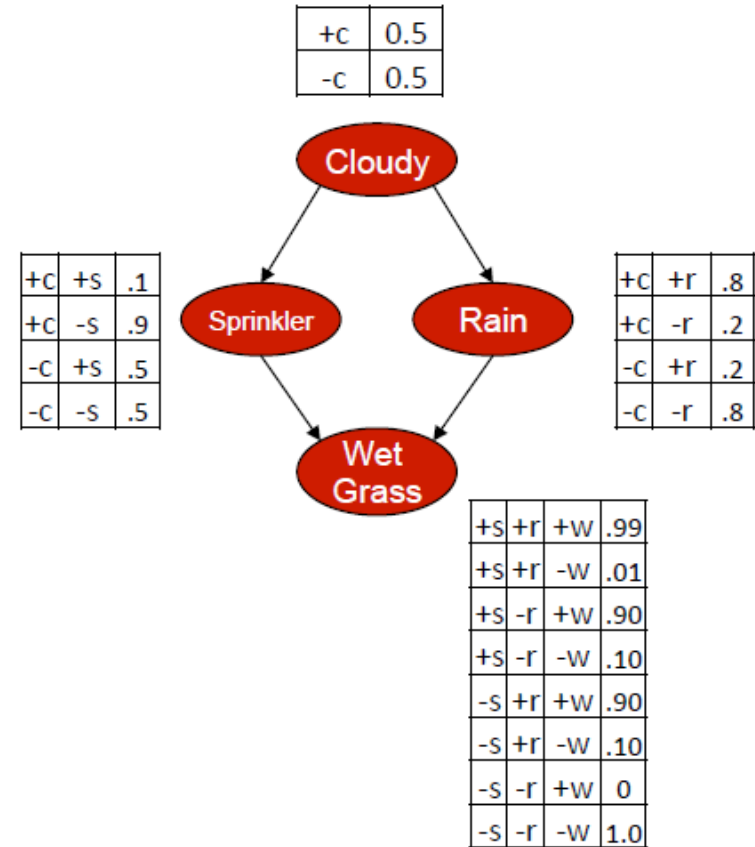 +c 0.5
-c 0.5
Cloudy
+c +s .1
+c -s .9
-c +s .5
-c -s .5
Sprinkler
Rain
+c +r .8
+c -r .2
-c +r .2
-c -r .8
Wet
Grass
+s +r +w .99
+s +r -w .01
+s -r +w .90
+s -r -w .10
-s +r +w .90
-s +r -w .10
-s -r +w 0
-s -r -w 1.0